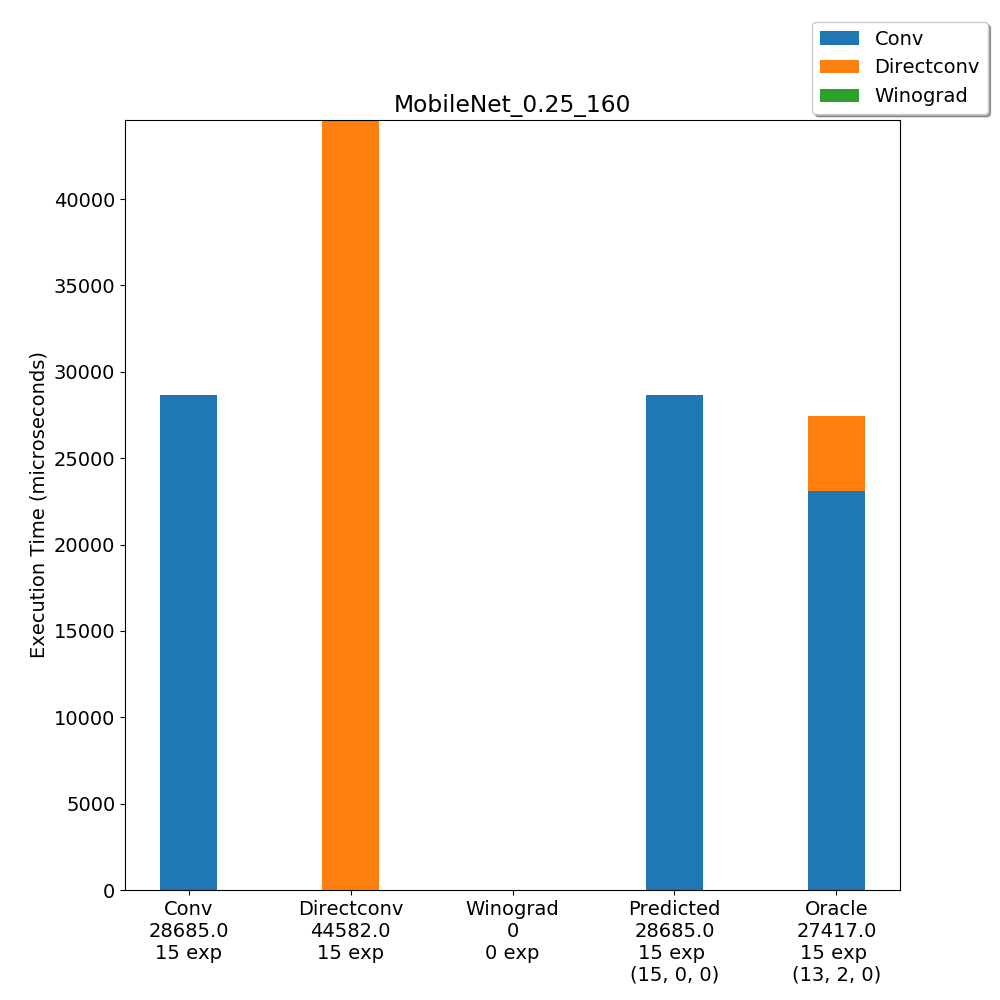 Conv
Directconv
Winograd
MobileNet_0.25_160
Execution Time (microseconds)
40000
35000
30000
25000
20000
15000
10000
5000
0
Conv
28685.0
15 exp
Directconv
44582.0
15 exp
Winograd
0
0 exp
Predicted
28685.0
15 exp
(15, 0, 0)
Oracle
27417.0
15 exp
(13, 2, 0)